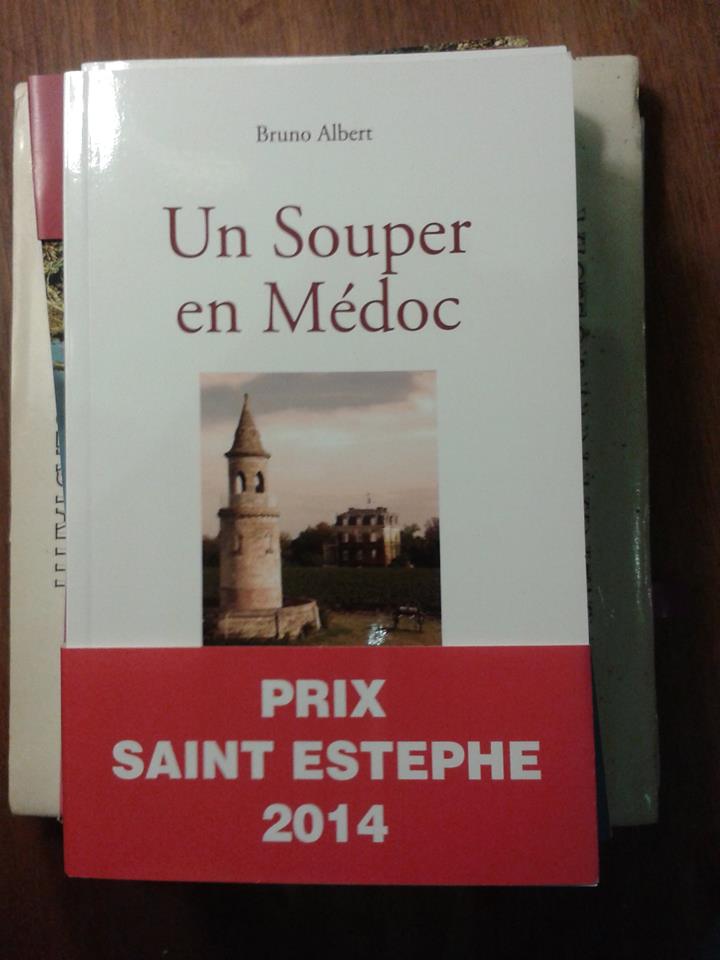 Bruno Albert
Un Souper
en Médoc
PRIX
SAINT ESTEPHE
2014